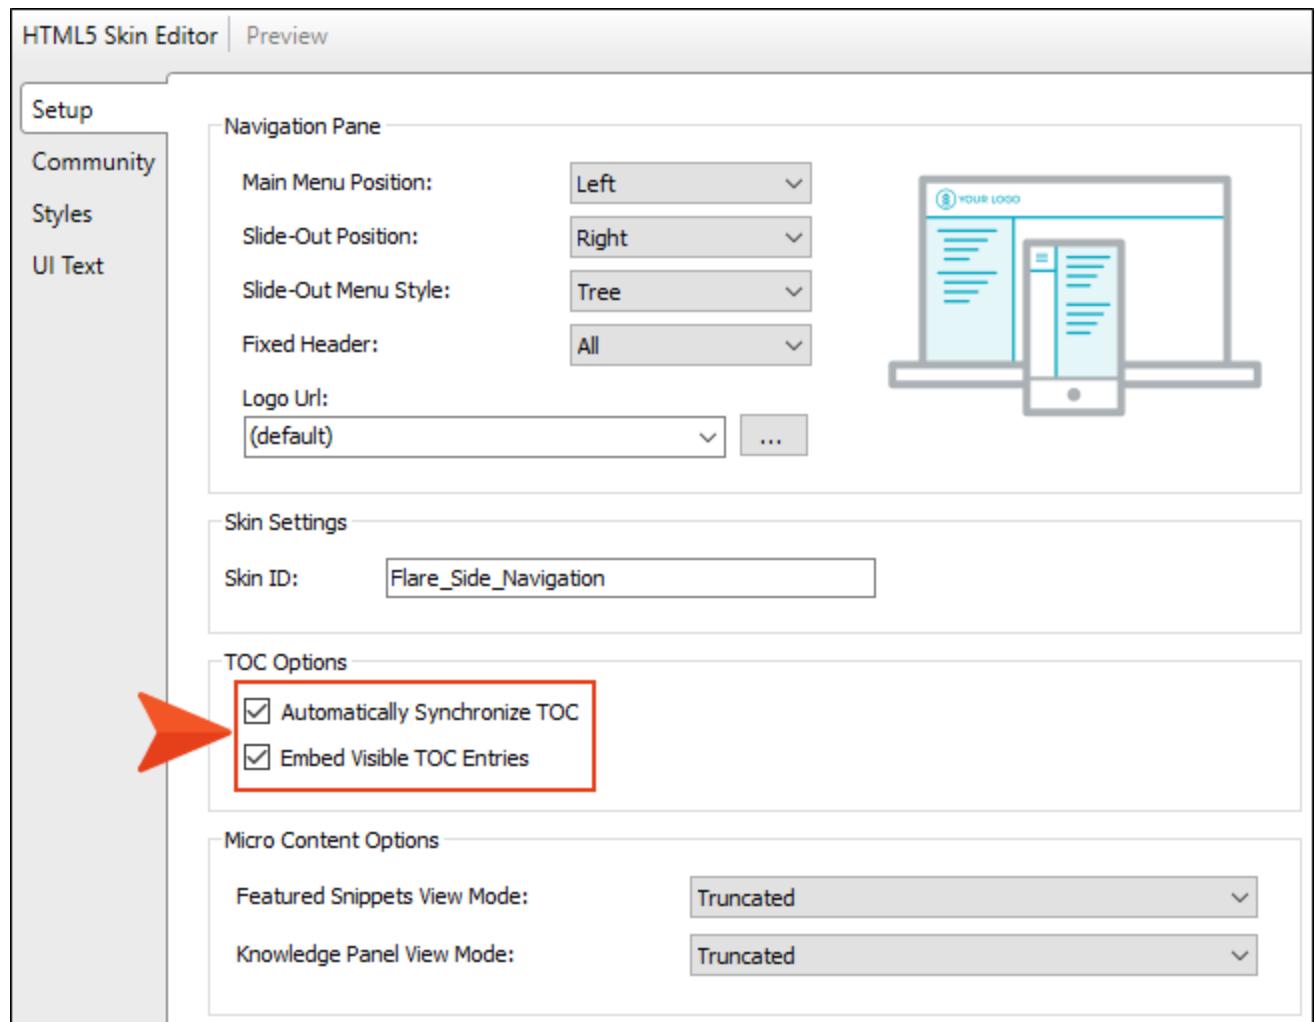 HTML5 Skin Editor Preview
Setup
Community
Styles
UI Text
Navigation Pane
Main Menu Position: Left
Slide-Out Position: Right
Slide-Out Menu Style: Tree
Fixed Header: All
Logo Url:
(default) ...
YOUR LOGO
Skin Settings
Skin ID: Flare_Side_Navigation
TOC Options
Automatically Synchronize TOC
Embed Visible TOC Entries
Micro Content Options
Featured Snippets View Mode: Truncated
Knowledge Panel View Mode: Truncated